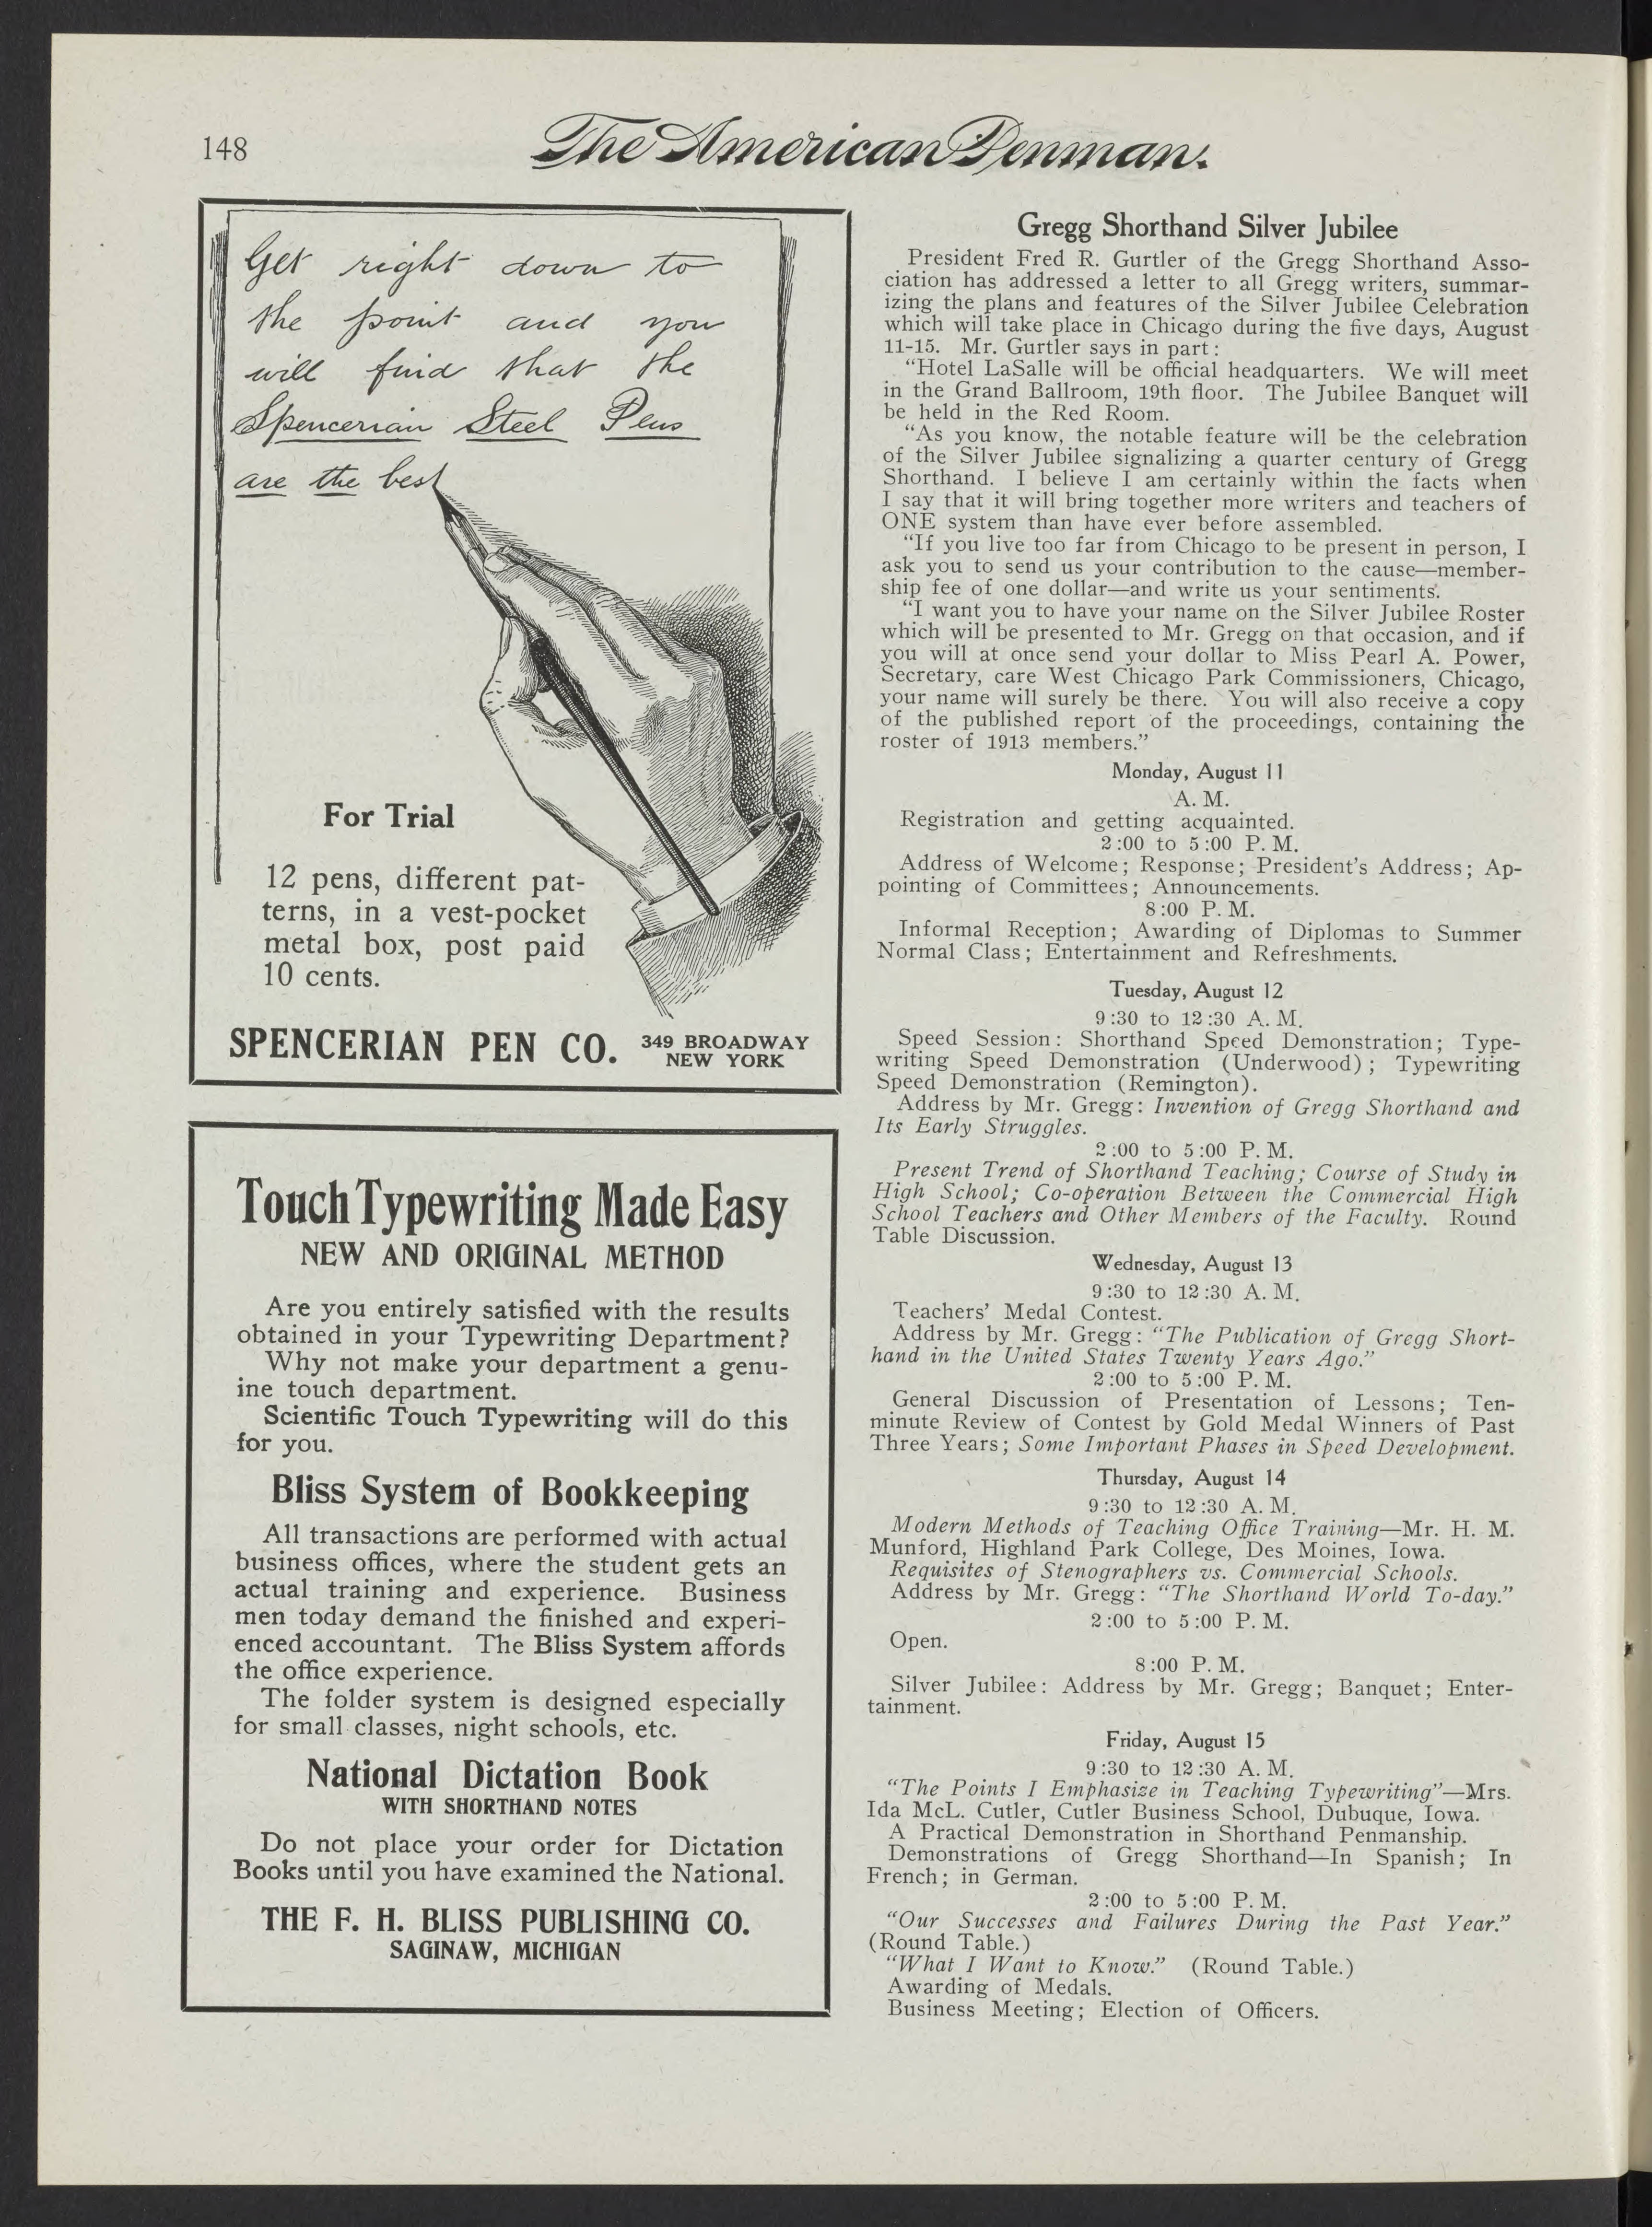 148
The American Penman.
Get right down to
the point and you
will find that the
Spencerian Steel Pens
are the best
For Trial
12 pens, different pat-
terns, in a vest-pocket
metal box, post paid
10 cents.
SPENCERIAN PEN CO. 349 BROADWAY
NEW YORK
Touch Typewriting Made Easy
NEW AND ORIGINAL METHOD
Are you entirely satisfied with the results
obtained in your Typewriting Department?
Why not make your department a genu-
ine touch department.
Scientific Touch Typewriting will do this
for you.
Bliss System of Bookkeeping
All transactions are performed with actual
business offices, where the student gets an
actual training and experience. Business
men today demand the finished and experi-
enced accountant. The Bliss System affords
the office experience.
The folder system is designed especially
for small classes, night schools, etc.
National Dictation Book
WITH SHORTHAND NOTES
Do not place your order for Dictation
Books until you have examined the National.
THE F. H. BLISS PUBLISHING CO.
SAGINAW, MICHIGAN
Gregg Shorthand Silver Jubilee
President Fred R. Gurtler of the Gregg Shorthand Asso-
ciation has addressed a letter to all Gregg writers, summar-
izing the plans and features of the Silver Jubilee Celebration
which will take place in Chicago during the five days, August
11-15. Mr. Gurtler says in part:
"Hotel LaSalle will be official headquarters. We will meet
in the Grand Ballroom, 19th floor. The Jubilee Banquet will
be held in the Red Room.
"As you know, the notable feature will be the celebration
of the Silver Jubilee signalizing a quarter century of Gregg
Shorthand. I believe I am certainly within the facts when
I say that it will bring together more writers and teachers of
ONE system than have ever before assembled.
"If you live too far from Chicago to be present in person, I
ask you to send us your contribution to the cause—member-
ship fee of one dollar—and write us your sentiments.
"I want you to have your name on the Silver Jubilee Roster
which will be presented to Mr. Gregg on that occasion, and if
you will at once send your dollar to Miss Pearl A. Power,
Secretary, care West Chicago Park Commissioners, Chicago,
your name will surely be there. You will also receive a copy
of the published report of the proceedings, containing the
roster of 1913 members."
Monday, August 11
A. M.
Registration and getting acquainted.
2:00 to 5:00 P. M.
Address of Welcome; Response; President's Address; Ap-
pointing of Committees; Announcements.
8:00 P. M.
Informal Reception; Awarding of Diplomas to Summer
Normal Class; Entertainment and Refreshments.
Tuesday, August 12
9:30 to 12:30 A. M.
Speed Session: Shorthand Speed Demonstration; Type-
writing Speed Demonstration (Underwood); Typewriting
Speed Demonstration (Remington).
Address by Mr. Gregg: Invention of Gregg Shorthand and
Its Early Struggles.
2:00 to 5:00 P. M.
Present Trend of Shorthand Teaching; Course of Study in
High School; Co-operation Between the Commercial High
School Teachers and Other Members of the Faculty. Round
Table Discussion.
Wednesday, August 13
9:30 to 12:30 A. M.
Teachers' Medal Contest.
Address by Mr. Gregg: "The Publication of Gregg Short-
hand in the United States Twenty Years Ago."
2:00 to 5:00 P. M.
General Discussion of Presentation of Lessons; Ten-
minute Review of Contest by Gold Medal Winners of Past
Three Years; Some Important Phases in Speed Development.
Thursday, August 14
9:30 to 12:30 A. M.
Modern Methods of Teaching Office Training—Mr. H. M.
Munford, Highland Park College, Des Moines, Iowa.
Requisites of Stenographers vs. Commercial Schools.
Address by Mr. Gregg: "The Shorthand World To-day."
2:00 to 5:00 P. M.
Open.
8:00 P. M.
Silver Jubilee: Address by Mr. Gregg; Banquet; Enter-
tainment.
Friday, August 15
9:30 to 12:30 A. M.
"The Points I Emphasize in Teaching Typewriting"—Mrs.
Ida McL. Cutler, Cutler Business School, Dubuque, Iowa.
A Practical Demonstration in Shorthand Penmanship.
Demonstrations of Gregg Shorthand—In Spanish; In
French; in German.
2:00 to 5:00 P. M.
"Our Successes and Failures During the Past Year."
(Round Table.)
"What I Want to Know." (Round Table.)
Awarding of Medals.
Business Meeting; Election of Officers.